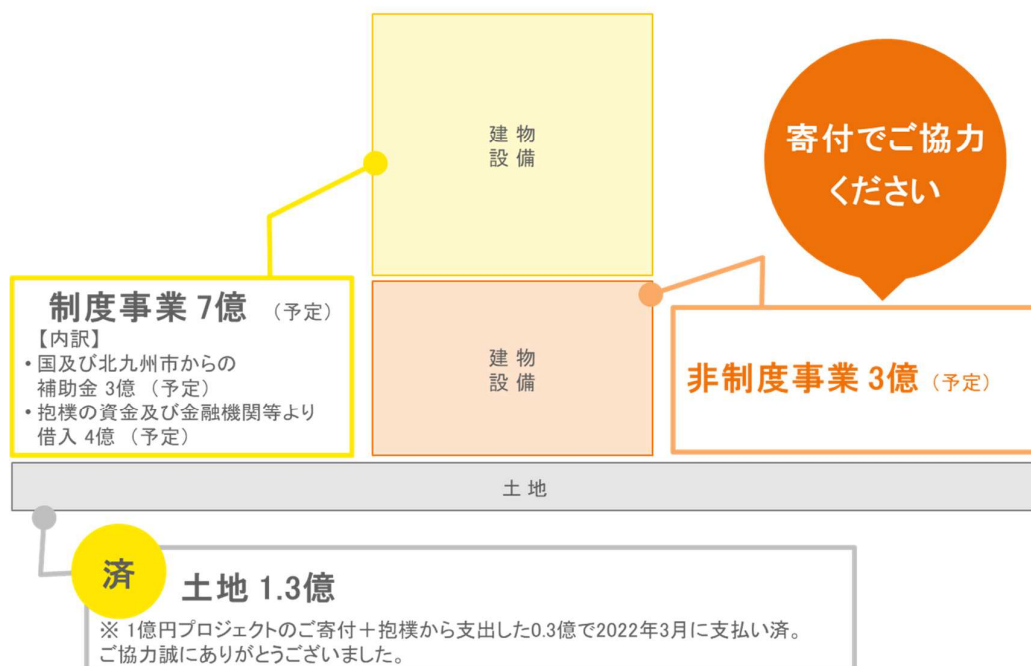 建物
設備
寄付でご協力
ください
制度事業 7億 （予定）
【内訳】
・国及び北九州市からの
補助金 3億 （予定）
・抱樸の資金及び金融機関等より
借入 4億 （予定）
建物
設備
非制度事業 3億 （予定）
土地
済
土地 1.3億
※ 1億円プロジェクトのご寄付＋抱樸から支出した0.3億で2022年3月に支払い済。
ご協力誠にありがとうございました。